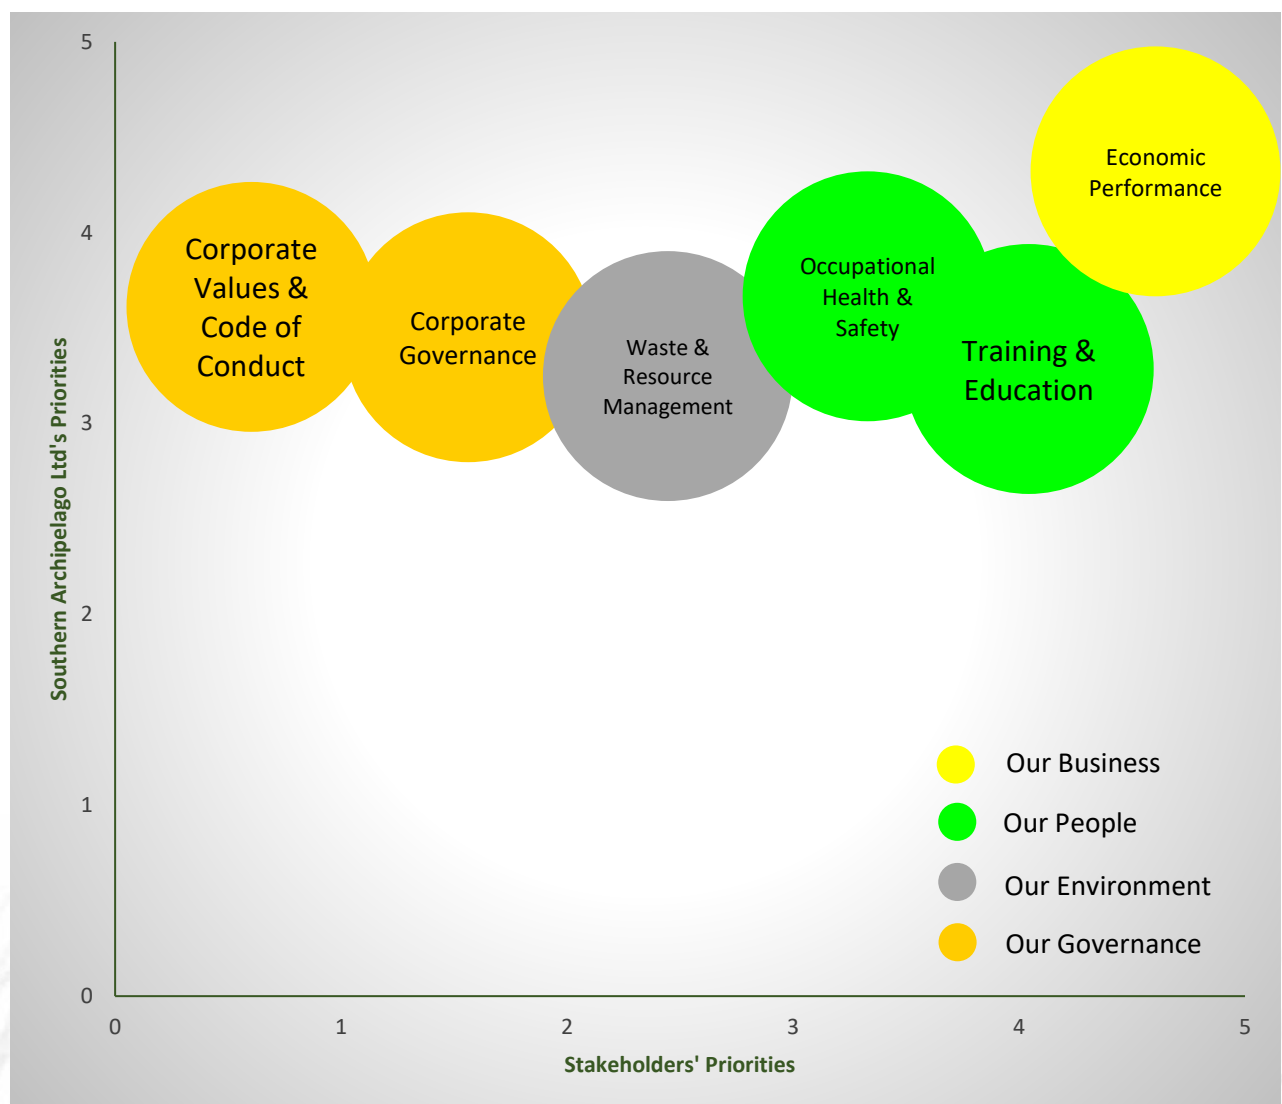 5
4
3
2
1
0
Southern Archipelago Ltd's Priorities
Economic
Performance
Corporate
Values &
Code of
Conduct
Corporate
Governance
Waste &
Resource
Management
Occupational
Health &
Safety
Training &
Education
Our Business
Our People
Our Environment
Our Governance
0 1 2 3 4 5
Stakeholders' Priorities